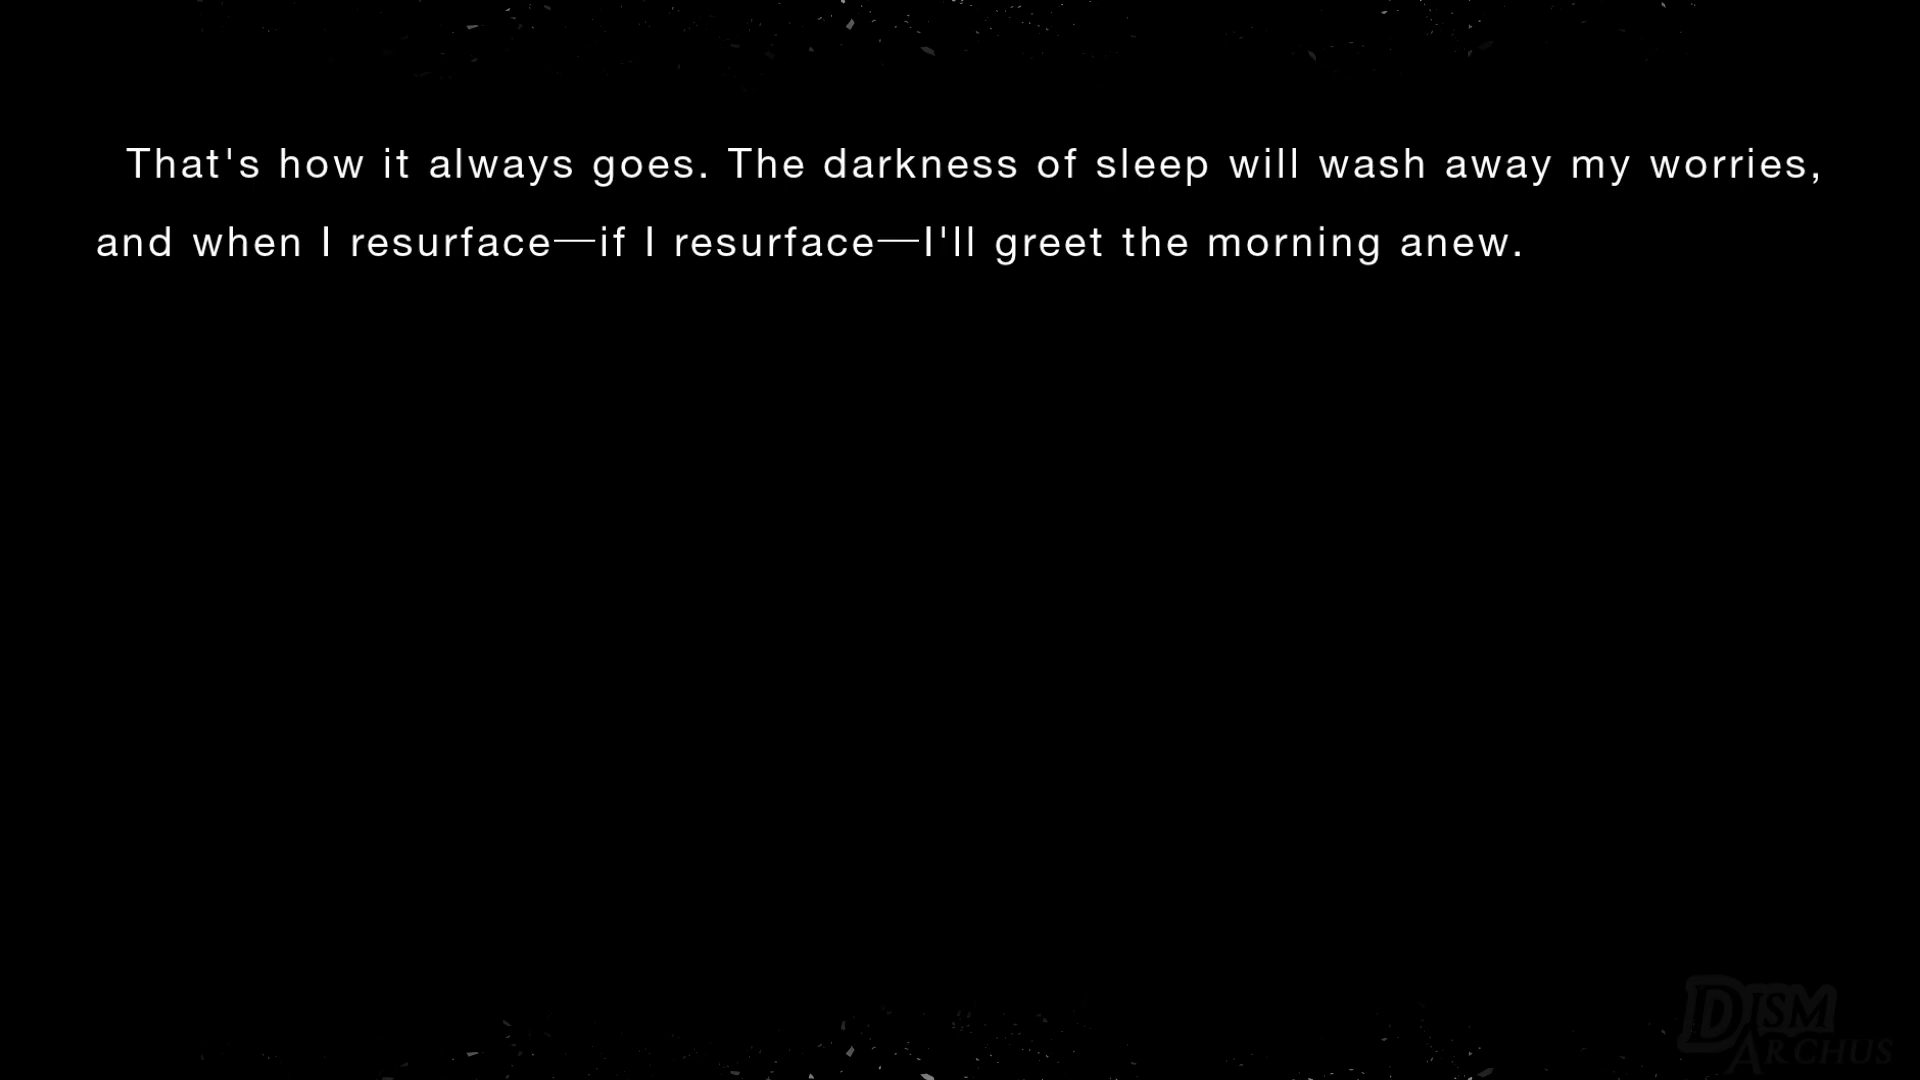 That's how it always goes. The darkness of sleep will wash away my worries,
and when I resurface—if I resurface—I'll greet the morning anew.
DISM
ARCHUS